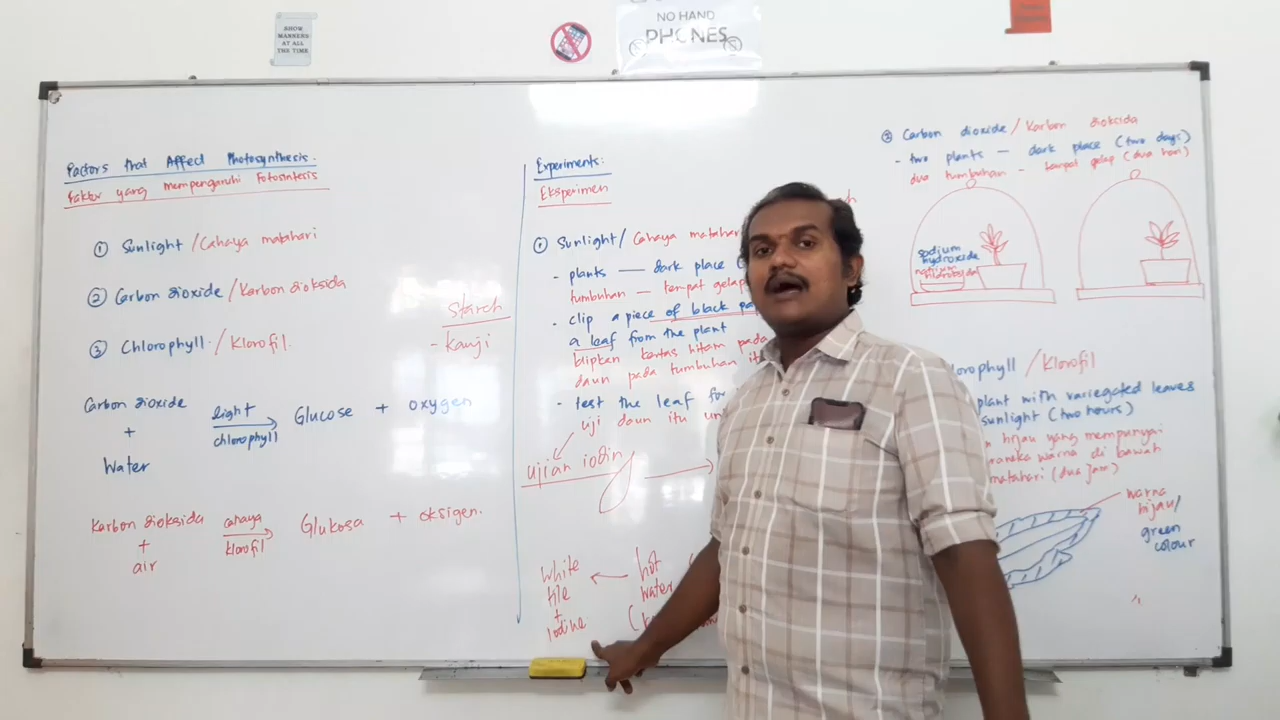 SHOW
MARKERS
AT ALL
THE TIME
NO HAND
PHONES
Factors that Affect Photosynthesis.
Faktor yang mempengaruhi Fotosintesis
① Sunlight / Cahaya matahari
② Carbon Dioxide / Karbon dioksida
③ Chlorophyll / Klorofil.
Starch
- kanji
Carbon dioxide
+
Water
light
chlorophyll
Glucose + oxygen
Karbon dioksida
+
air
cahaya
klorofil
Glukosa + oksigen.
Experiments:
Eksperimen
① Sunlight / Cahaya matahari
- plants — dark place
tumbuhan — tempat gelap
- clip a piece of black
a leaf from the plant
klipkan kertas hitam pada
daun pada tumbuhan
- test the leaf for
uji daun itu
ujian iodin
white
tile
+
Iodine
hot
water
② Carbon dioxide / Karbon dioksida
- two plants — dark place (two days)
dua tumbuhan - tempat gelap (dua hari)
sodium
hydroxide
natrium
hidroksida
lorophyll / Klorofil
plant with variegated leaves
sunlight (two hours)
hijau yang mempunyai
raneka warna di bawah
matahari (dua jam)
warna
hijau/
green
colour